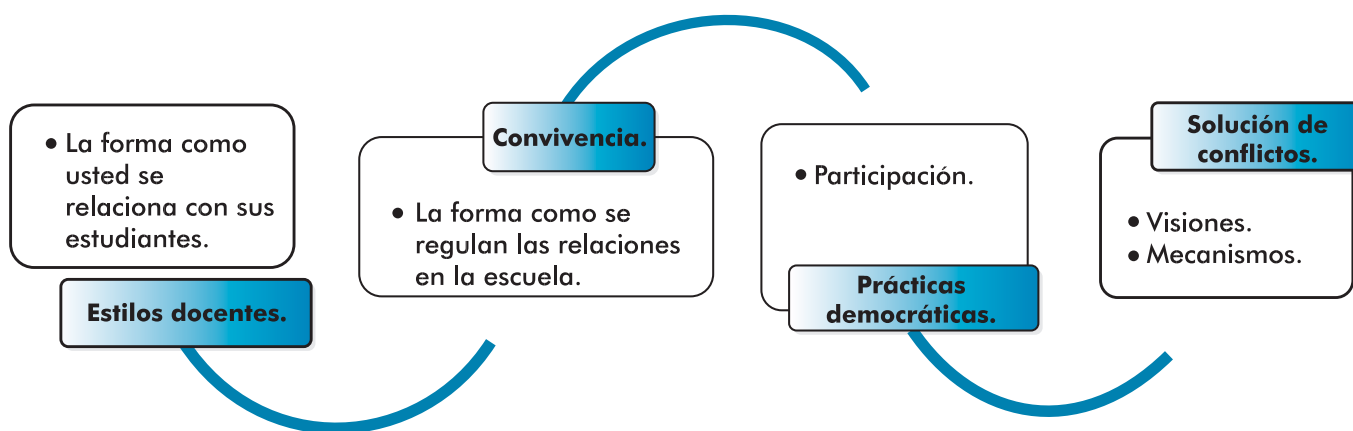 • La forma como
usted se
relaciona con sus
estudiantes.
Estilos docentes.
Convivencia.
• La forma como se
regulan las relaciones
en la escuela.
• Participación.
Prácticas
democráticas.
Solución de
conflictos.
• Visiones.
• Mecanismos.